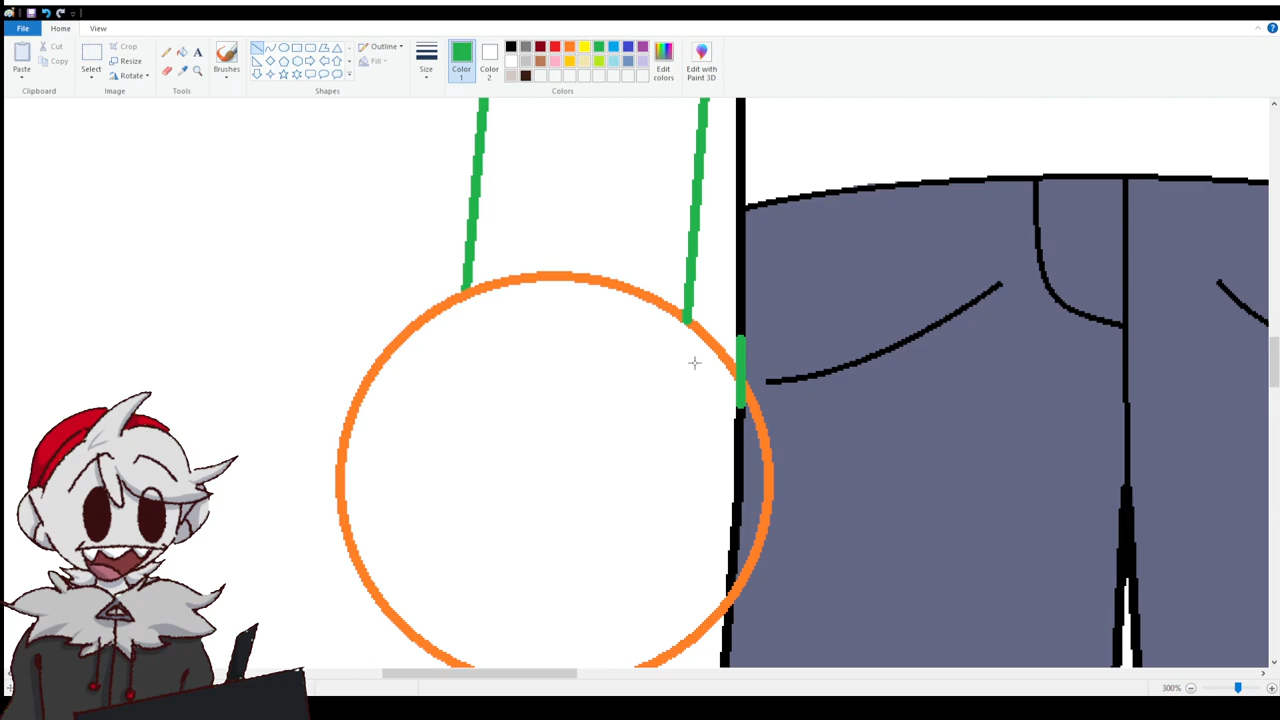 File Home View
Paste
Cut
Copy
Clipboard
Select
Crop
Resize
Rotate
Image
A
Tools
Brushes
Outline
Fill
Shapes
Size
Color
1
Color
2
Edit
colors
Colors
Edit with
Paint 3D
300%